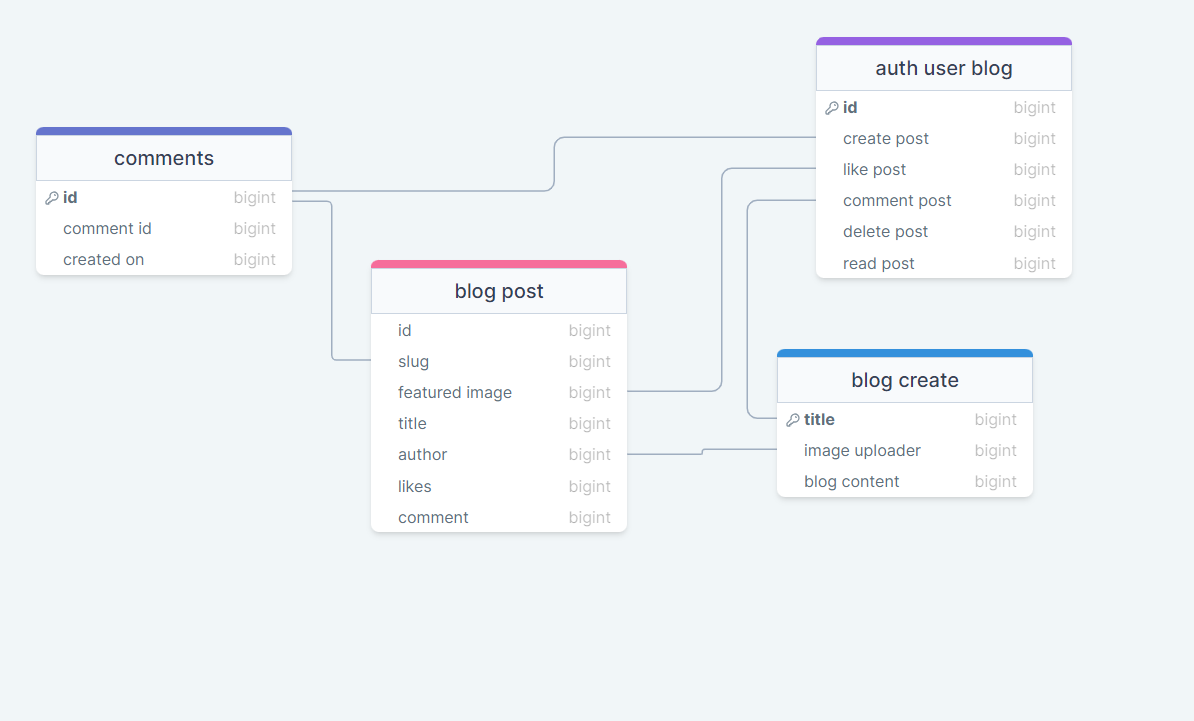 auth user blog
id bigint
create post bigint
like post bigint
comment post bigint
delete post bigint
read post bigint
comments
id bigint
comment id bigint
created on bigint
blog post
id bigint
slug bigint
featured image bigint
title bigint
author bigint
likes bigint
comment bigint
blog create
title bigint
image uploader bigint
blog content bigint